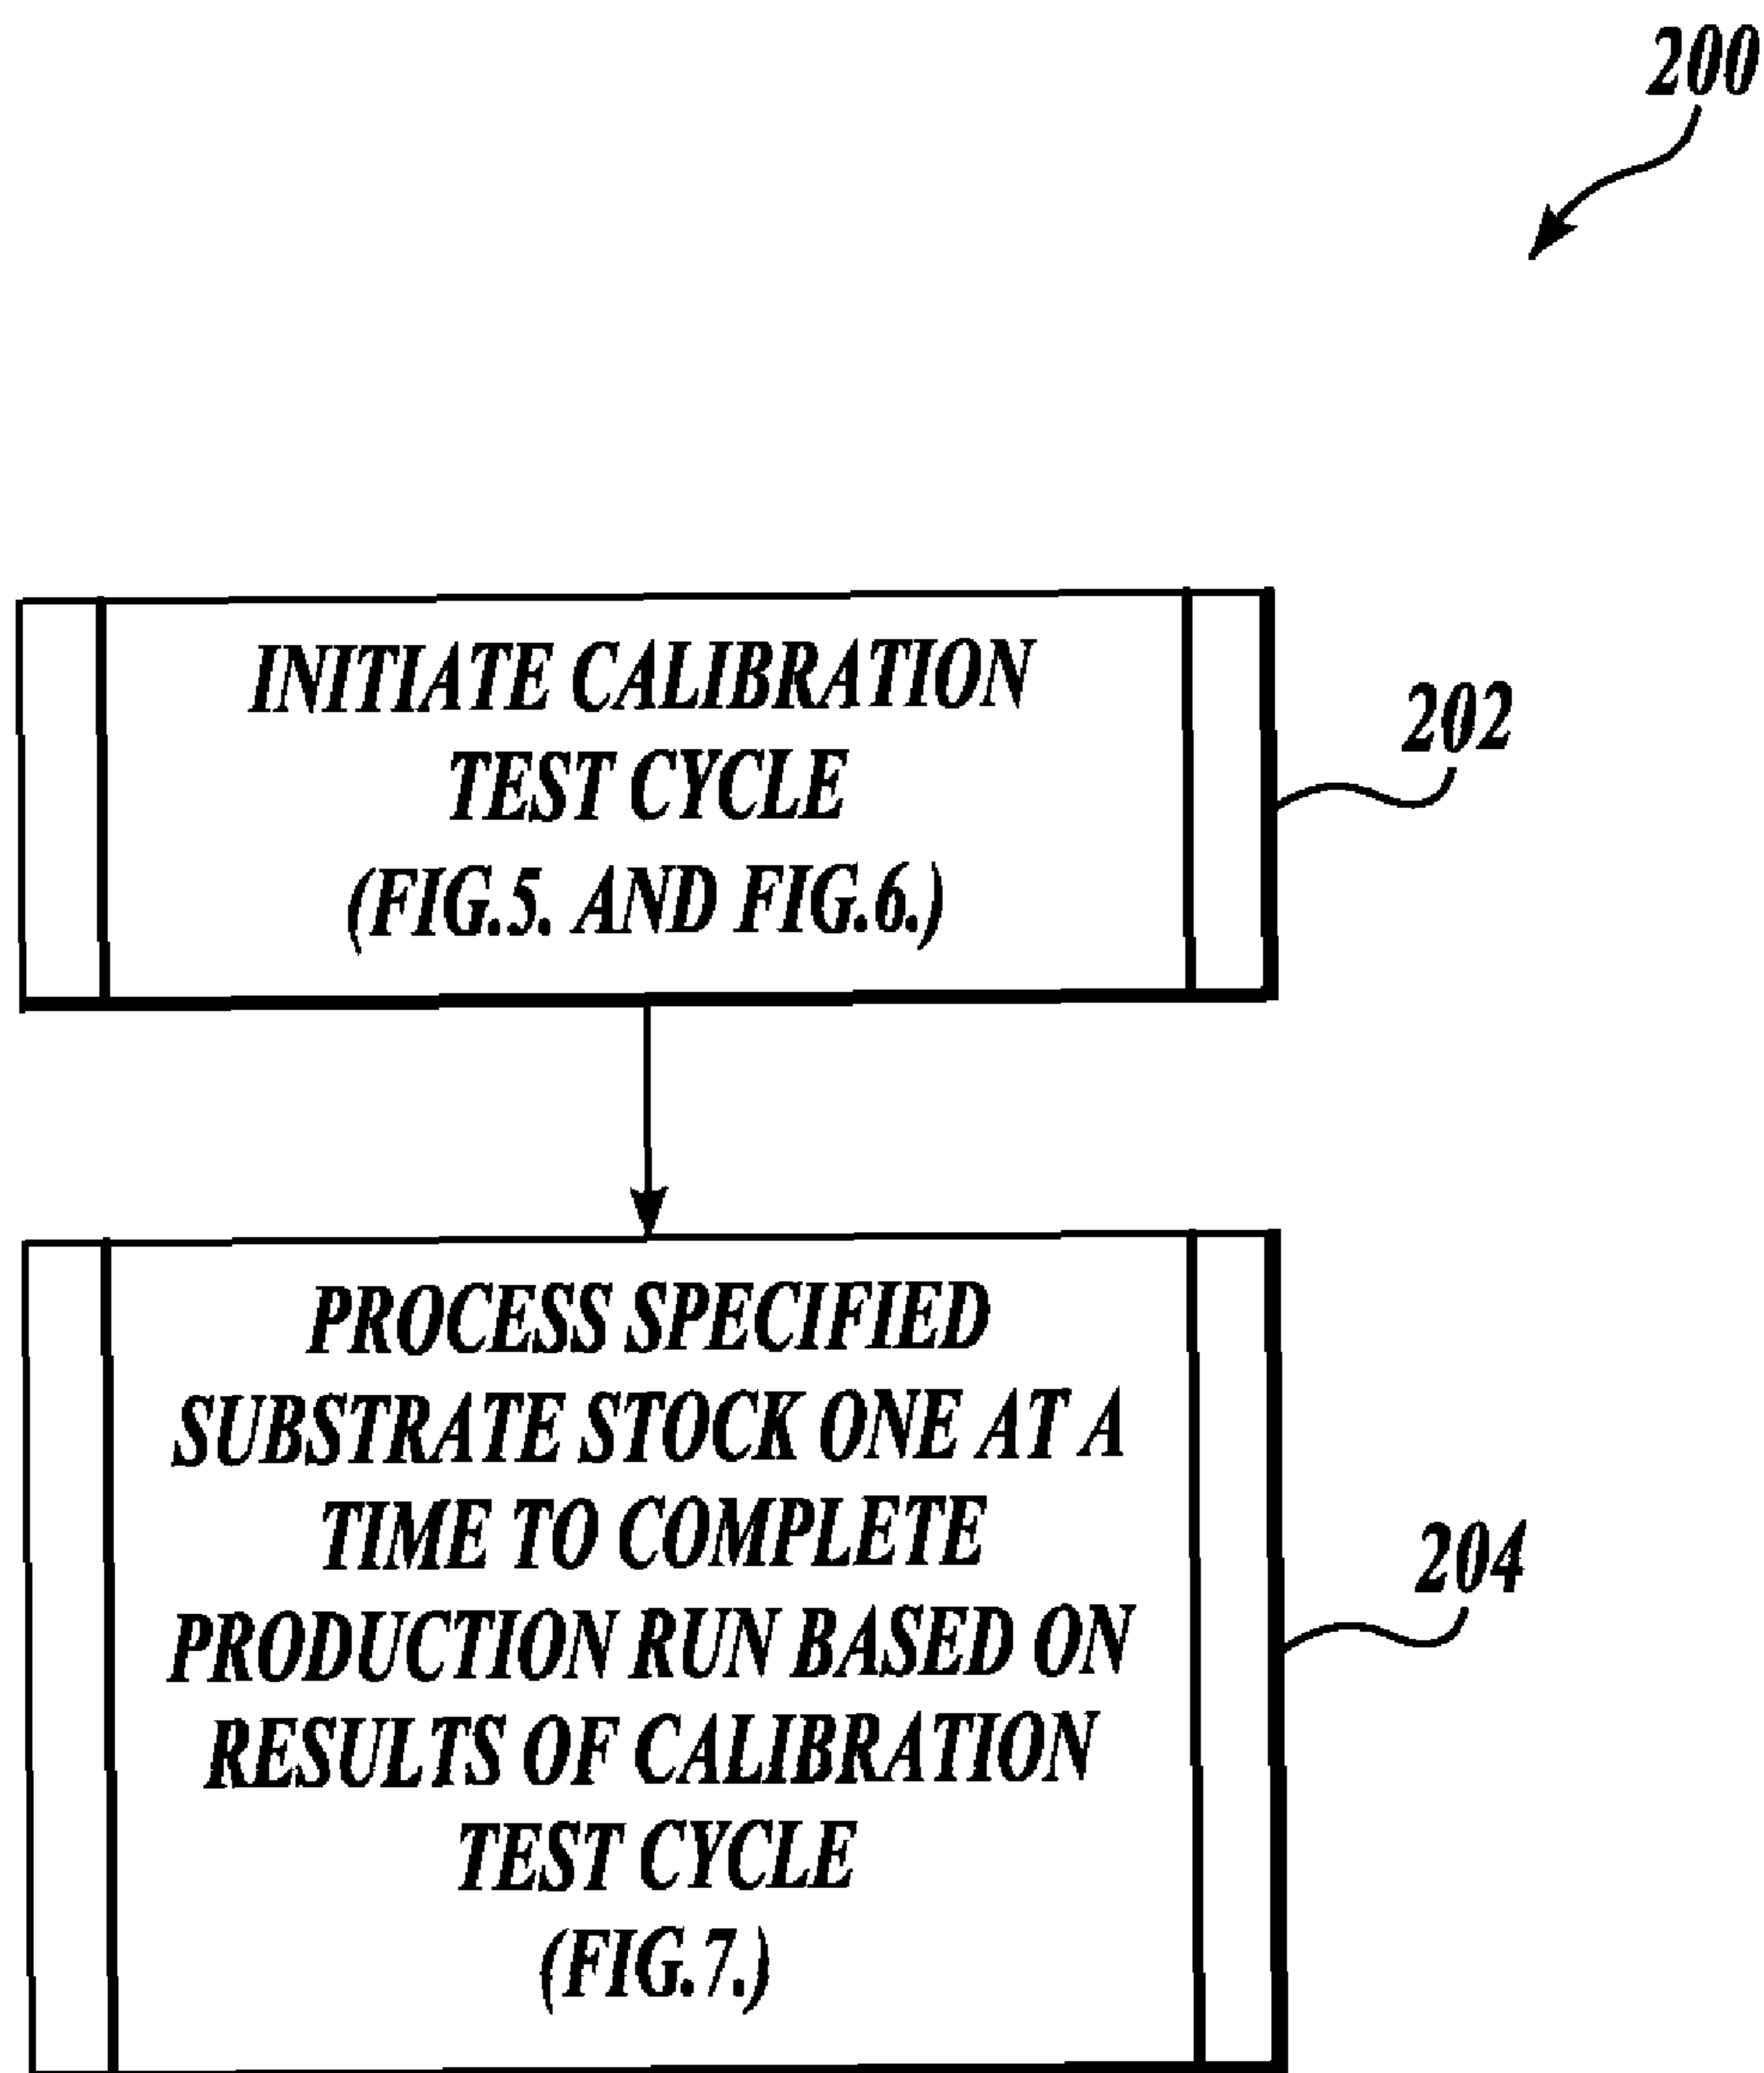 200
INITIATE CALIBRATION
TEST CYCLE
(FIG.5. AND FIG.6.)
202
PROCESS SPECIFIED
SUBSTRATE STOCK ONE AT A
TIME TO COMPLETE
PRODUCTION RUN BASED ON
RESULTS OF CALIBRATION
TEST CYCLE
(FIG.7.)
204